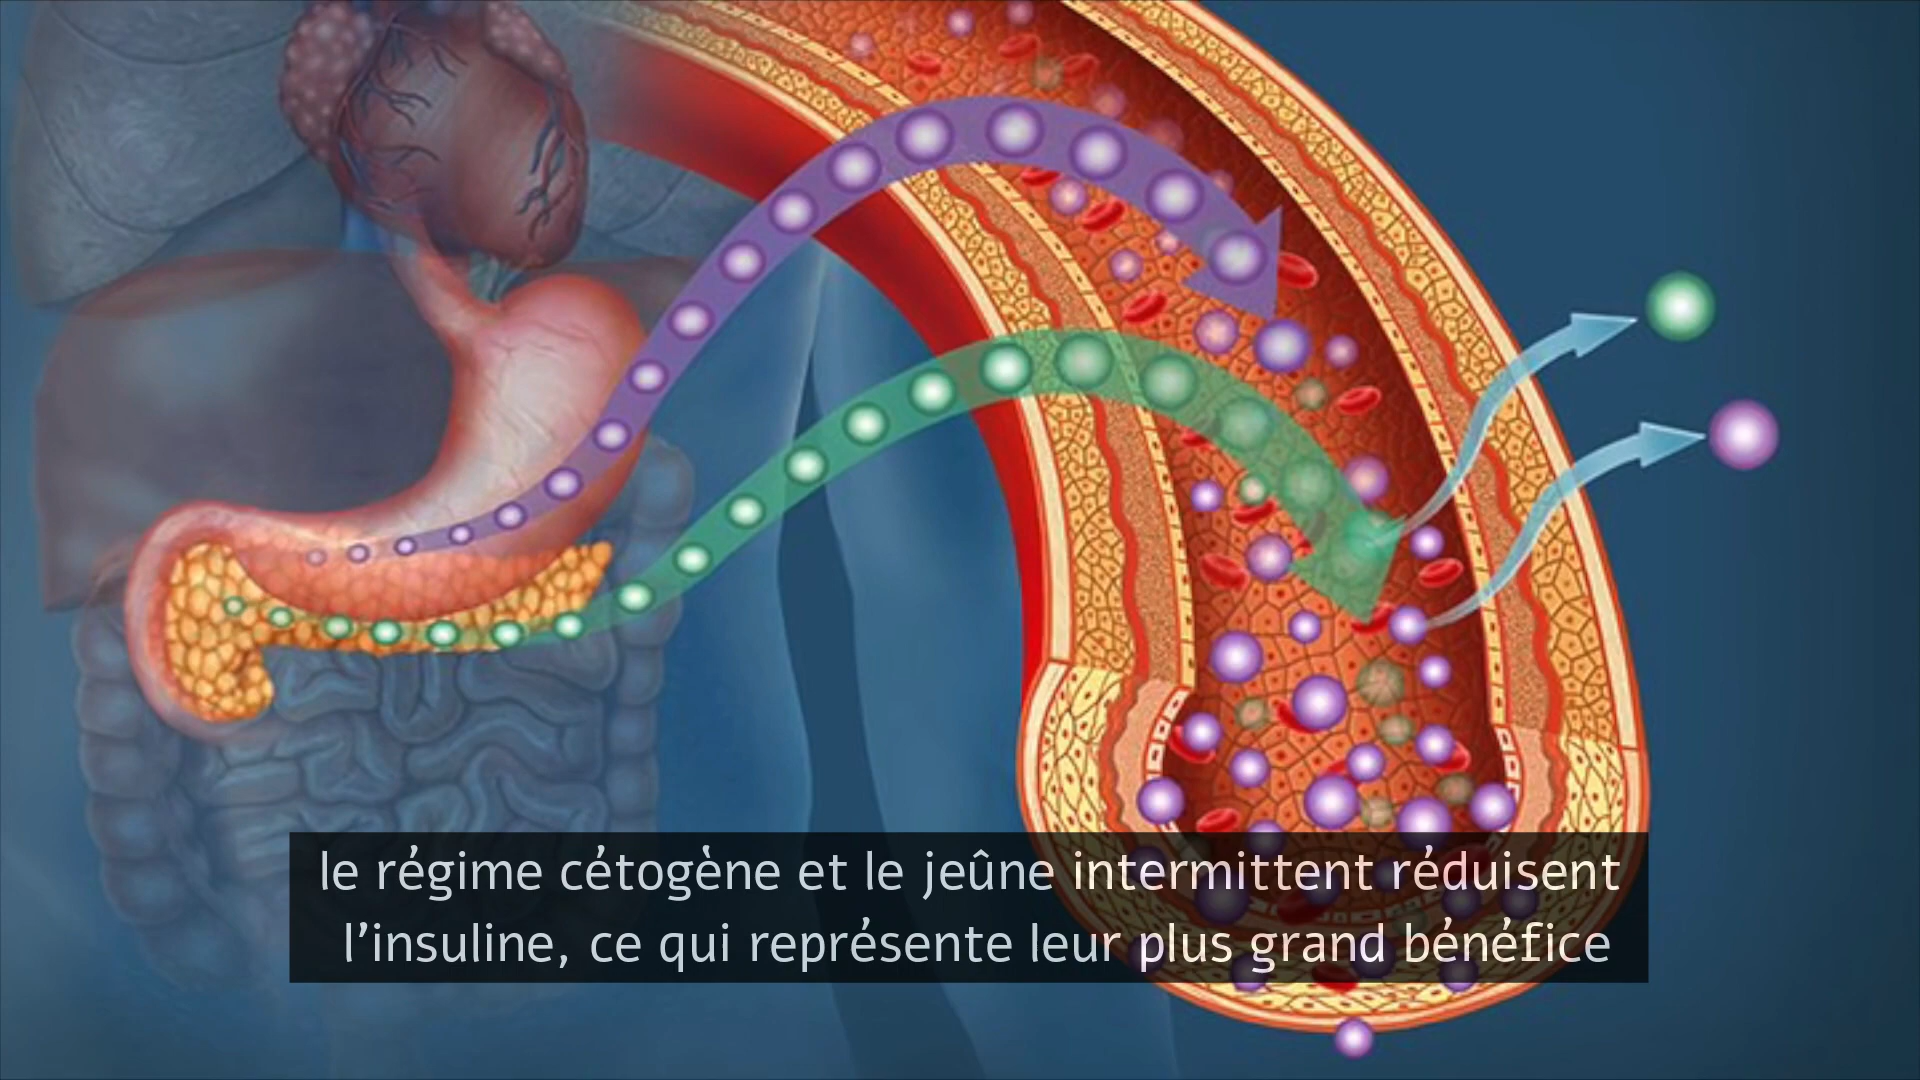 le régime cétogène et le jeûne intermittent réduisent
l'insuline, ce qui représente leur plus grand bénéfice